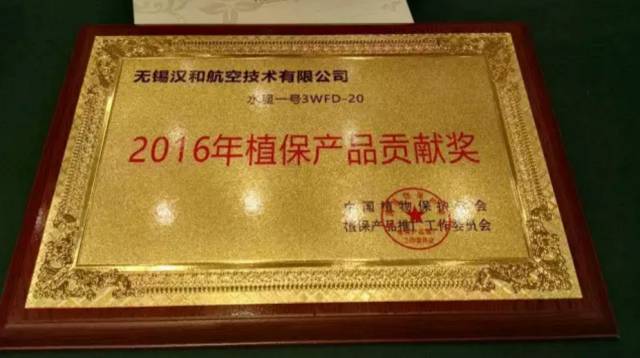 无锡汉和航空技术有限公司
水星一号3WFD-20
2016年植保产品贡献奖
中国植物保护学会
植保产品推广工作委员会